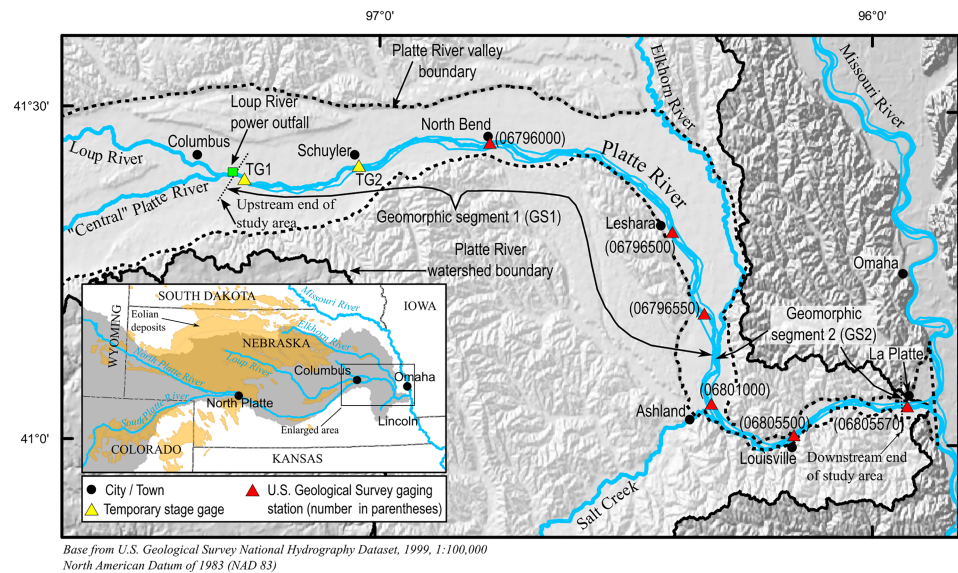 97°0'
96°0'
41°30'
41°0'
Platte River valley
boundary
Elkhorn River
Missouri River
Loup River
power outfall
Columbus
North Bend
(06796000)
Schuyler
Loup River
TG1
TG2
Platte River
"Central" Platte River
Upstream end of
study area
Geomorphic segment 1 (GS1)
Leshara
(06796500)
Platte River
watershed boundary
Omaha
(06796550)
Geomorphic
segment 2 (GS2)
La Platte
(06801000)
Ashland
(06805500)
(06805570)
Louisville
Downstream end
of study area
Salt Creek
SOUTH DAKOTA
Missouri River
IOWA
Eolian
deposits
WYOMING
Elkhorn River
NEBRASKA
North Platte River
Loup River
Columbus
Omaha
South Platte River
North Platte
Lincoln
Enlarged area
COLORADO
KANSAS
City / Town
Temporary stage gage
U.S. Geological Survey gaging
station (number in parentheses)
Base from U.S. Geological Survey National Hydrography Dataset, 1999, 1:100,000
North American Datum of 1983 (NAD 83)